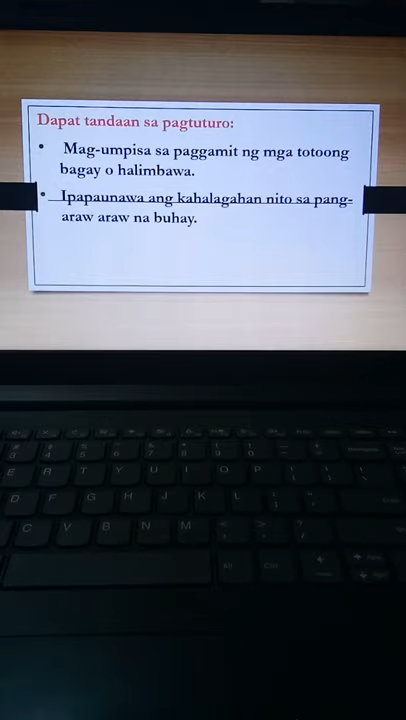 Dapat tandaan sa pagtuturo:
• Mag-umpisa sa paggamit ng mga totoong
bagay o halimbawa.
• Ipapaunawa ang kahalagahan nito sa pang-
araw araw na buhay.
E R T Y U I O P
D F G H J K L
C V B N M